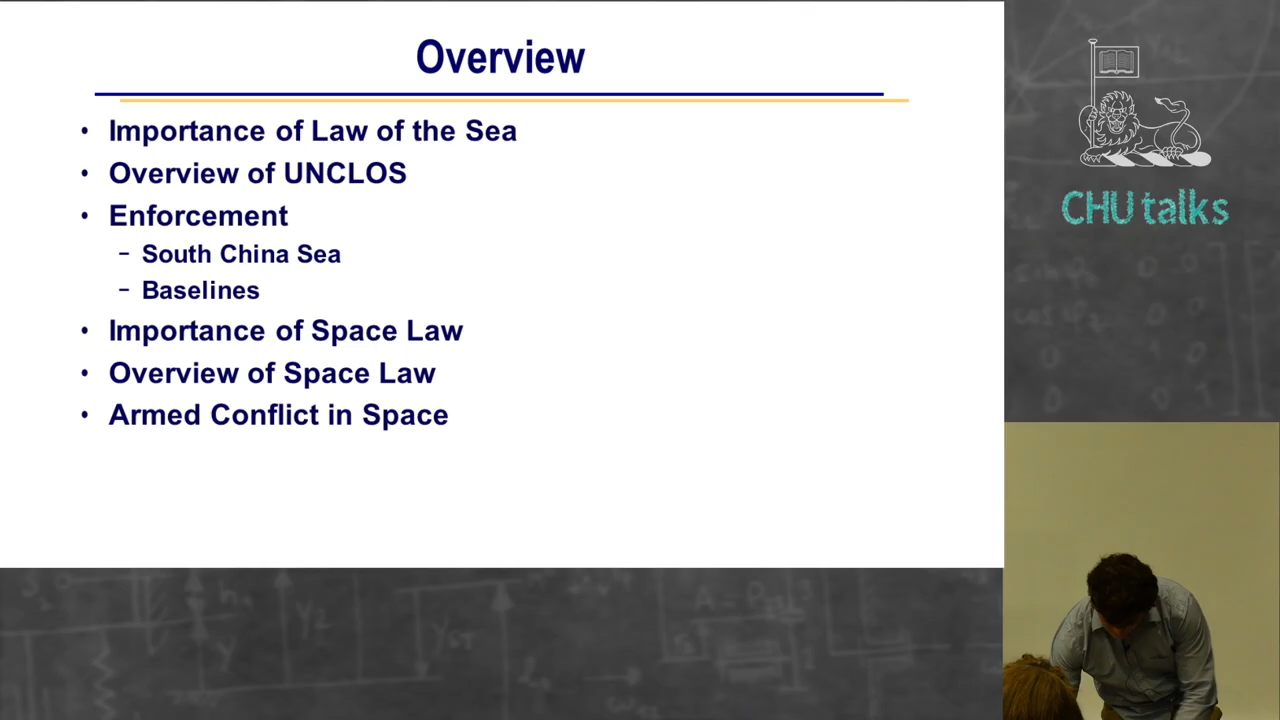 Overview
• Importance of Law of the Sea
• Overview of UNCLOS
• Enforcement
– South China Sea
– Baselines
• Importance of Space Law
• Overview of Space Law
• Armed Conflict in Space
CHU talks